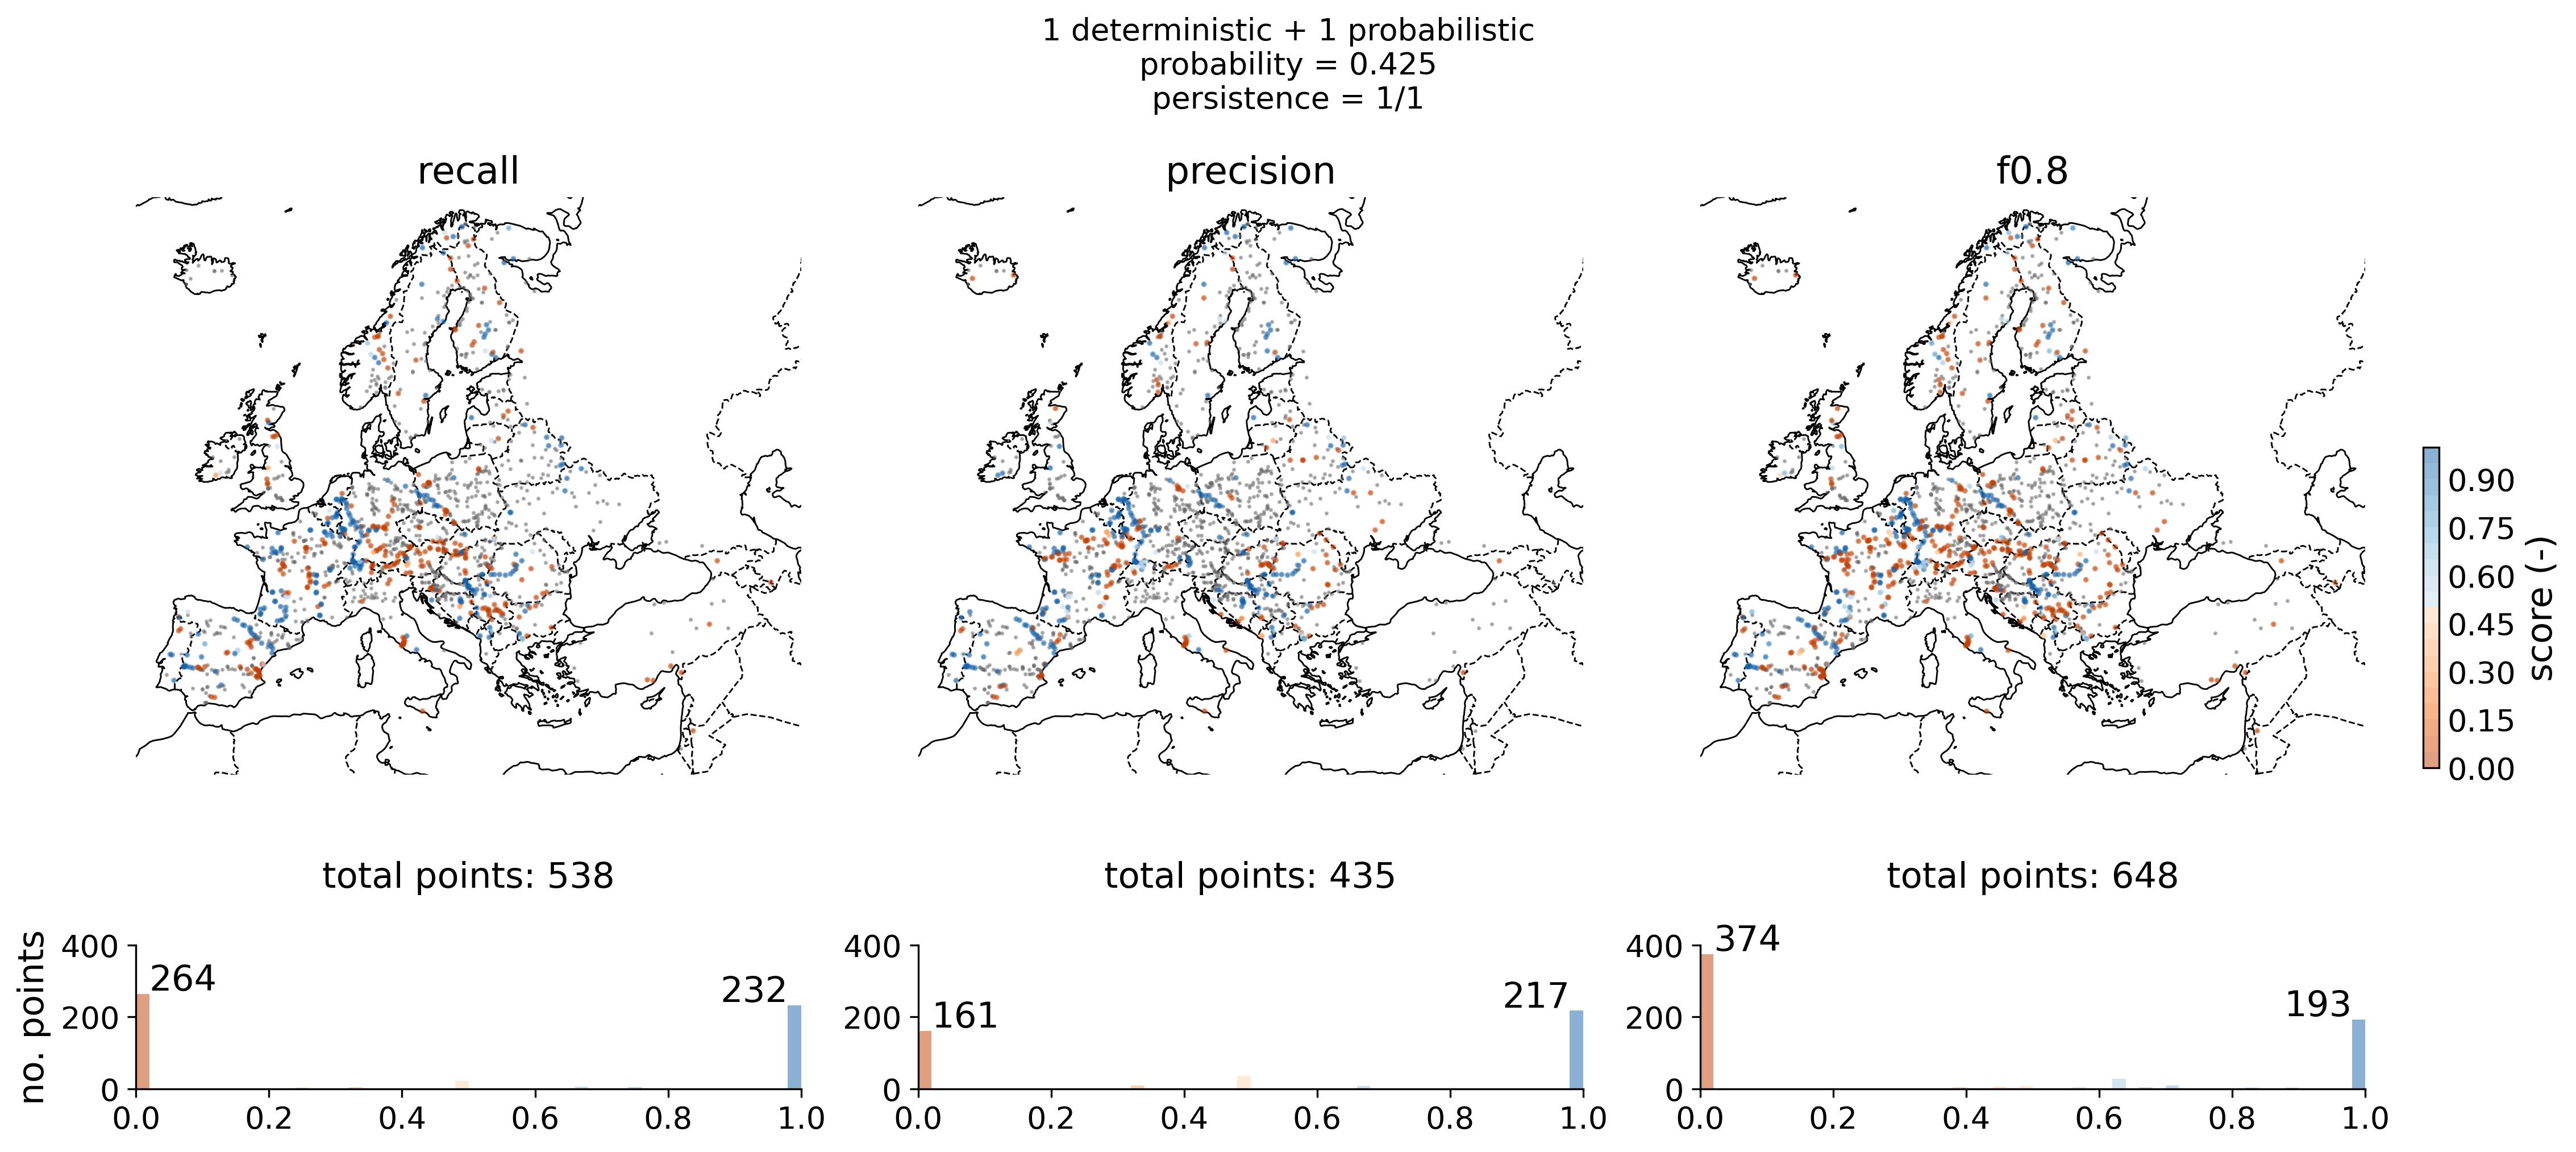 1 deterministic + 1 probabilistic
probability = 0.425
persistence = 1/1
recall
precision
f0.8
0.90
0.75
0.60
0.45
0.30
0.15
0.00
score (-)
total points: 538
total points: 435
total points: 648
no. points
400
200
0
264
232
0.0 0.2 0.4 0.6 0.8 1.0
400
200
0
161
217
0.0 0.2 0.4 0.6 0.8 1.0
400
200
0
374
193
0.0 0.2 0.4 0.6 0.8 1.0